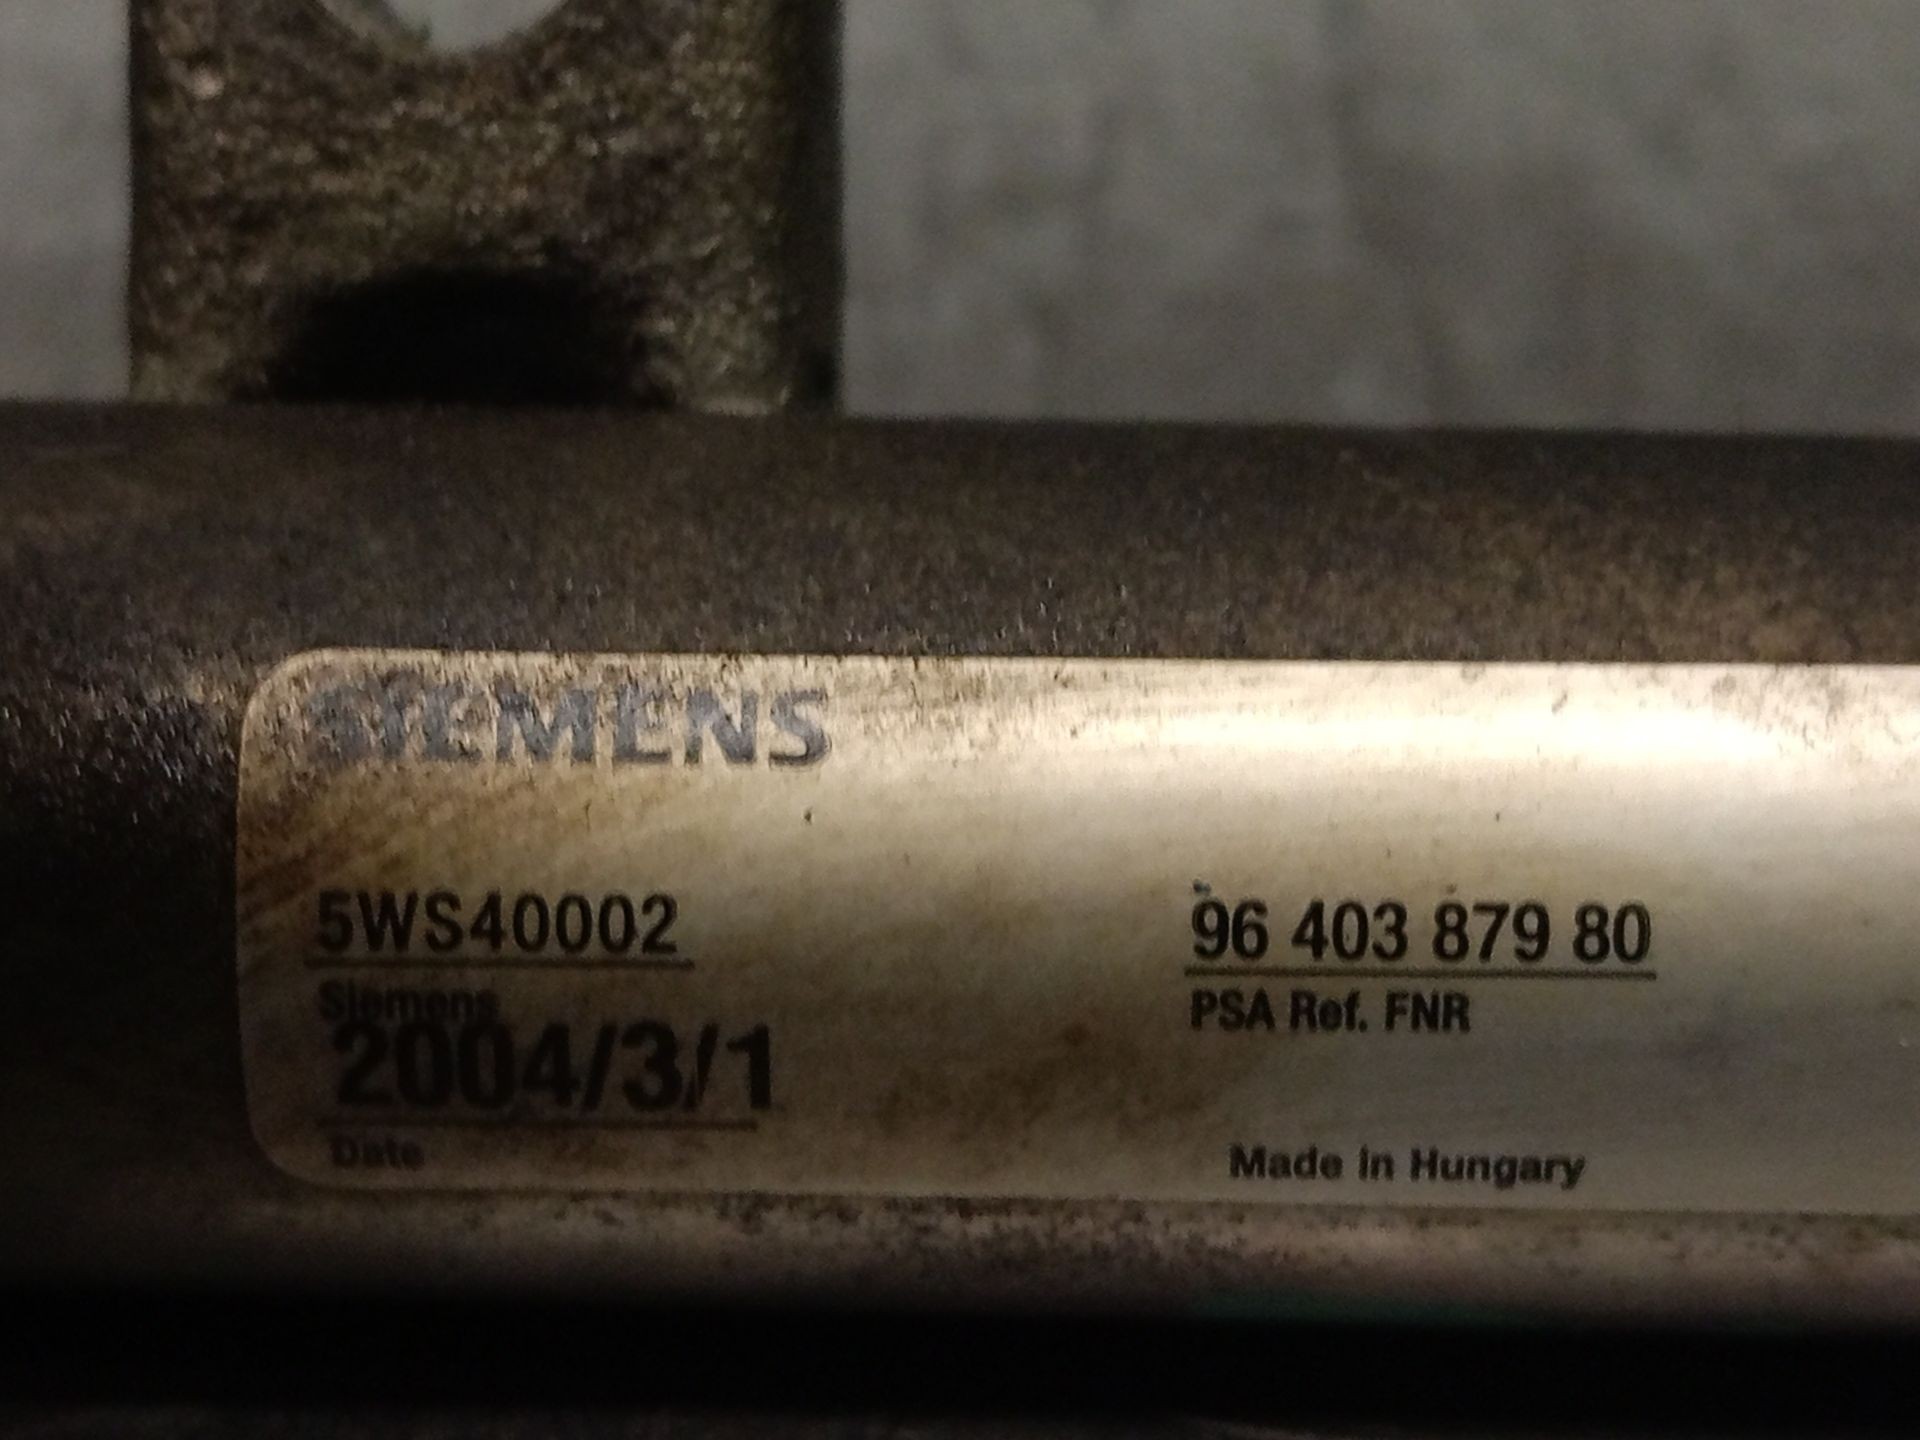 SIEMENS
5WS40002
96 403 879 80
Siemens
PSA Ref. FNR
2004/3/1
Date
Made in Hungary